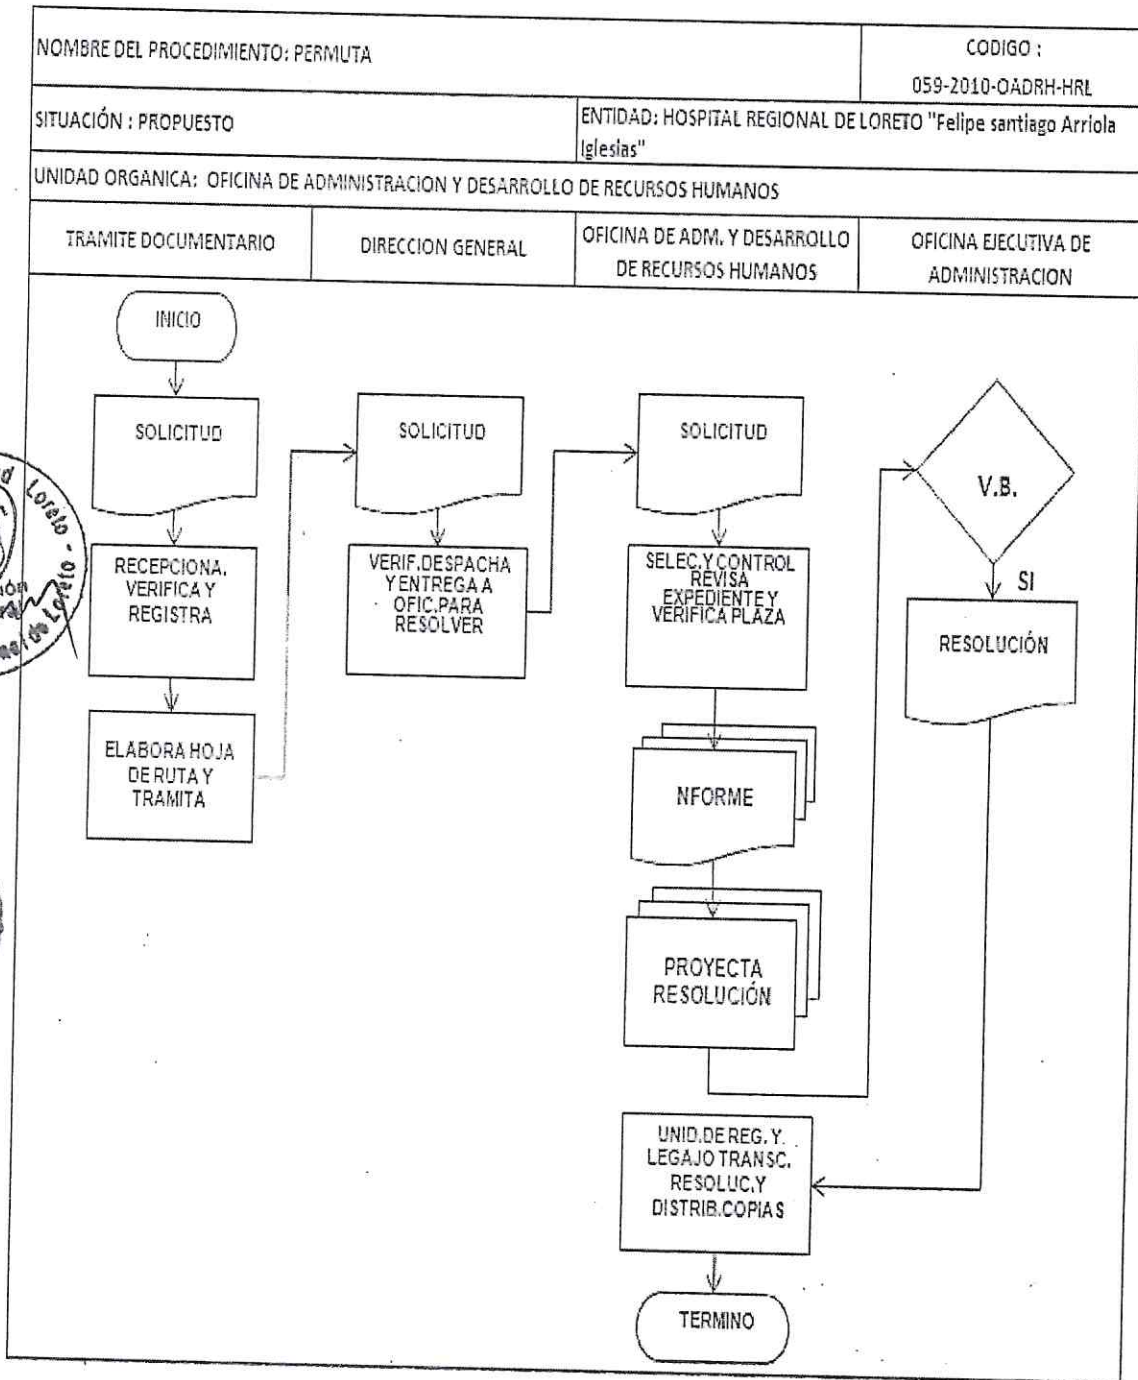 NOMBRE DEL PROCEDIMIENTO: PERMUTA
CODIGO :
059-2010-OADRH-HRL
SITUACIÓN : PROPUESTO
ENTIDAD: HOSPITAL REGIONAL DE LORETO "Felipe santiago Arriola
Iglesias"
UNIDAD ORGANICA: OFICINA DE ADMINISTRACION Y DESARROLLO DE RECURSOS HUMANOS
TRAMITE DOCUMENTARIO
DIRECCION GENERAL
OFICINA DE ADM. Y DESARROLLO
DE RECURSOS HUMANOS
OFICINA EJECUTIVA DE
ADMINISTRACION
INICIO
SOLICITUD
RECEPCIONA.
VERIFICA Y
REGISTRA
ELABORA HOJA
DE RUTA Y
TRAMITA
SOLICITUD
VERIF.DESPACHA
Y ENTREGA A
OFIC.PARA
RESOLVER
SOLICITUD
SELEC.Y CONTROL
REVISA
EXPEDIENTE Y
VERIFICA PLAZA
NFORME
PROYECTA
RESOLUCIÓN
V.B.
SI
RESOLUCIÓN
UNID.DE REG. Y.
LEGAJO TRANSC.
RESOLUC.Y
DISTRIB.COPIAS
TERMINO
Loreto -
de Loreto